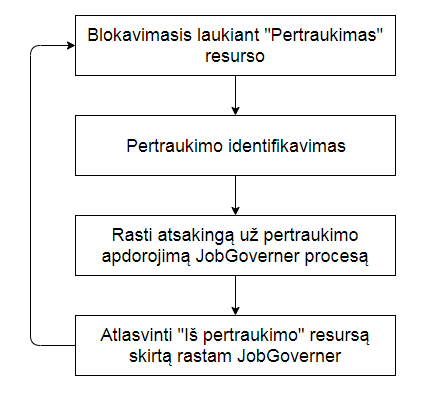 Blokavimasis laukiant "Pertraukimas"
resurso
Pertraukimo identifikavimas
Rasti atsakingą už pertraukimo
apdorojimą JobGoverner procesą
Atlasvinti "Iš pertraukimo" resursą
skirtą rastam JobGoverner